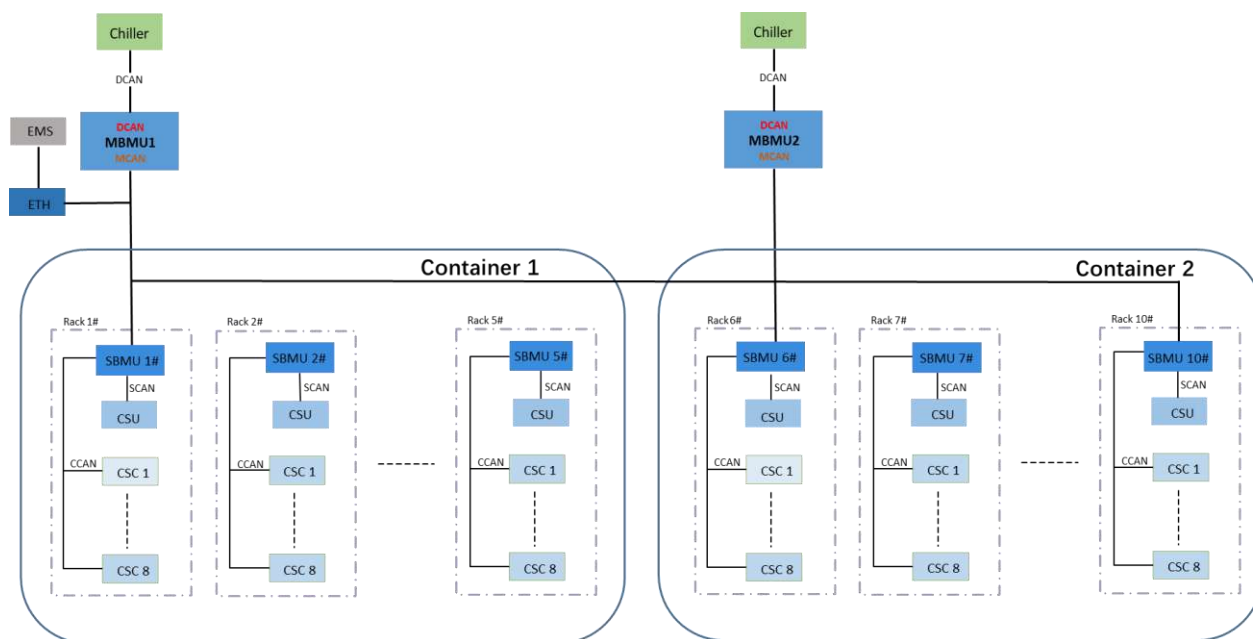 Chiller
Chiller
DCAN
DCAN
EMS
DCAN
MBMU1
MCAN
DCAN
MBMU2
MCAN
ETH
Container 1
Container 2
Rack 1#
Rack 2#
Rack 5#
Rack6#
Rack 7#
Rack 10#
SBMU 1#
SBMU 2#
SBMU 5#
SBMU 6#
SBMU 7#
SBMU 10#
SCAN
SCAN
SCAN
SCAN
SCAN
SCAN
CSU
CSU
CSU
CSU
CSU
CSU
CCAN
CSC 1
CCAN
CSC 1
CCAN
CSC 1
CCAN
CSC 1
CCAN
CSC 1
CCAN
CSC 1
CSC 8
CSC 8
CSC 8
CSC 8
CSC 8
CSC 8